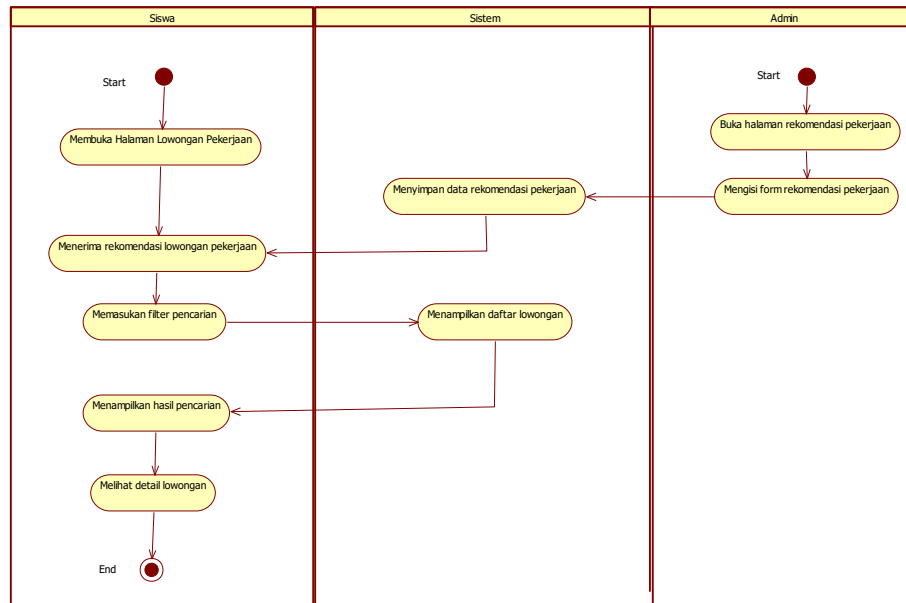 Siswa
Sistem
Admin
Start
Start
Membuka Halaman Lowongan Pekerjaan
Buka halaman rekomendasi pekerjaan
Menyimpan data rekomendasi pekerjaan
Mengisi form rekomendasi pekerjaan
Menerima rekomendasi lowongan pekerjaan
Memasukan filter pencarian
Menampilkan daftar lowongan
Menampilkan hasil pencarian
Melihat detail lowongan
End